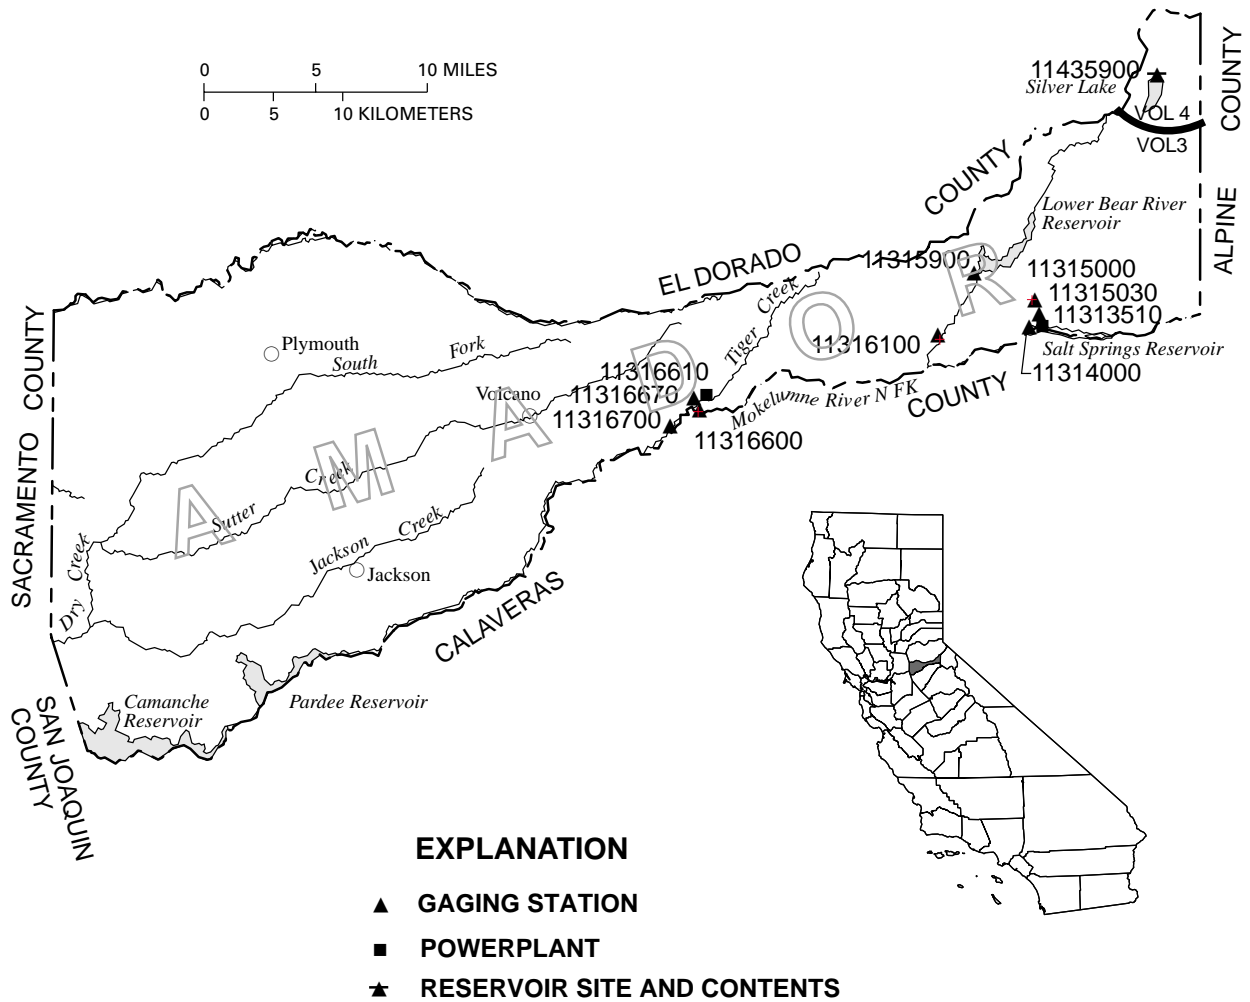 0 5 10 MILES
0 5 10 KILOMETERS
11435900
Silver Lake
VOL 4
VOL3
COUNTY
ALPINE
COUNTY
Lower Bear River
Reservoir
EL DORADO
11315900
11315000
11315030
11313510
Salt Springs Reservoir
11314000
COUNTY
11316100
Tiger Creek
Mokelumne River N FK
11316610
11316670
11316700
11316600
Plymouth
South Fork
Volcano
AMADOR
SACRAMENTO COUNTY
Sutter Creek
Jackson Creek
Jackson
Dry Creek
CALAVERAS
Camanche
Reservoir
Pardee Reservoir
SAN JOAQUIN
COUNTY
EXPLANATION
GAGING STATION
POWERPLANT
RESERVOIR SITE AND CONTENTS